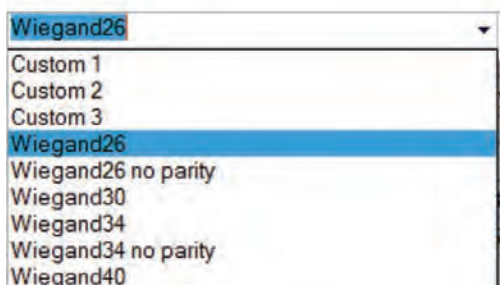 Wiegand26
Custom 1
Custom 2
Custom 3
Wiegand26
Wiegand26 no parity
Wiegand30
Wiegand34
Wiegand34 no parity
Wiegand40